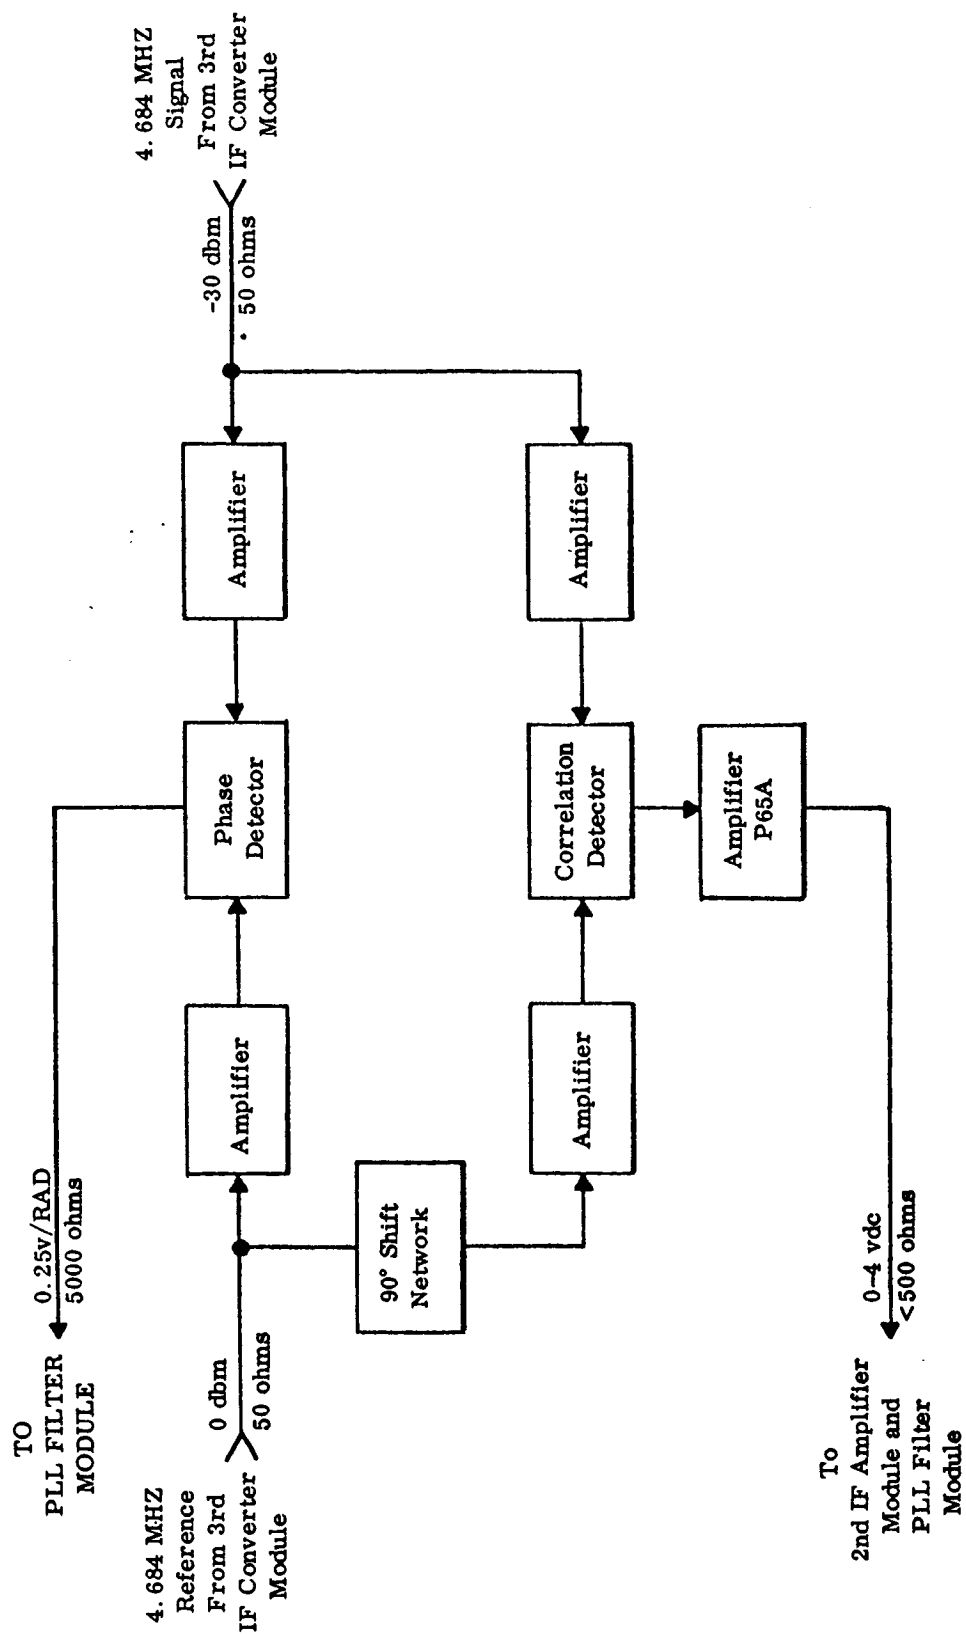 TO
PLL FILTER
MODULE
0.25v/RAD
5000 ohms
4.684 MHZ
Reference
From 3rd
IF Converter
Module
0 dbm
50 ohms
Amplifier
Phase
Detector
Amplifier
-30 dbm
50 ohms
4.684 MHZ
Signal
From 3rd
IF Converter
Module
90° Shift
Network
Amplifier
Correlation
Detector
Amplifier
Amplifier
P65A
0-4 vdc
<500 ohms
To
2nd IF Amplifier
Module and
PLL Filter
Module